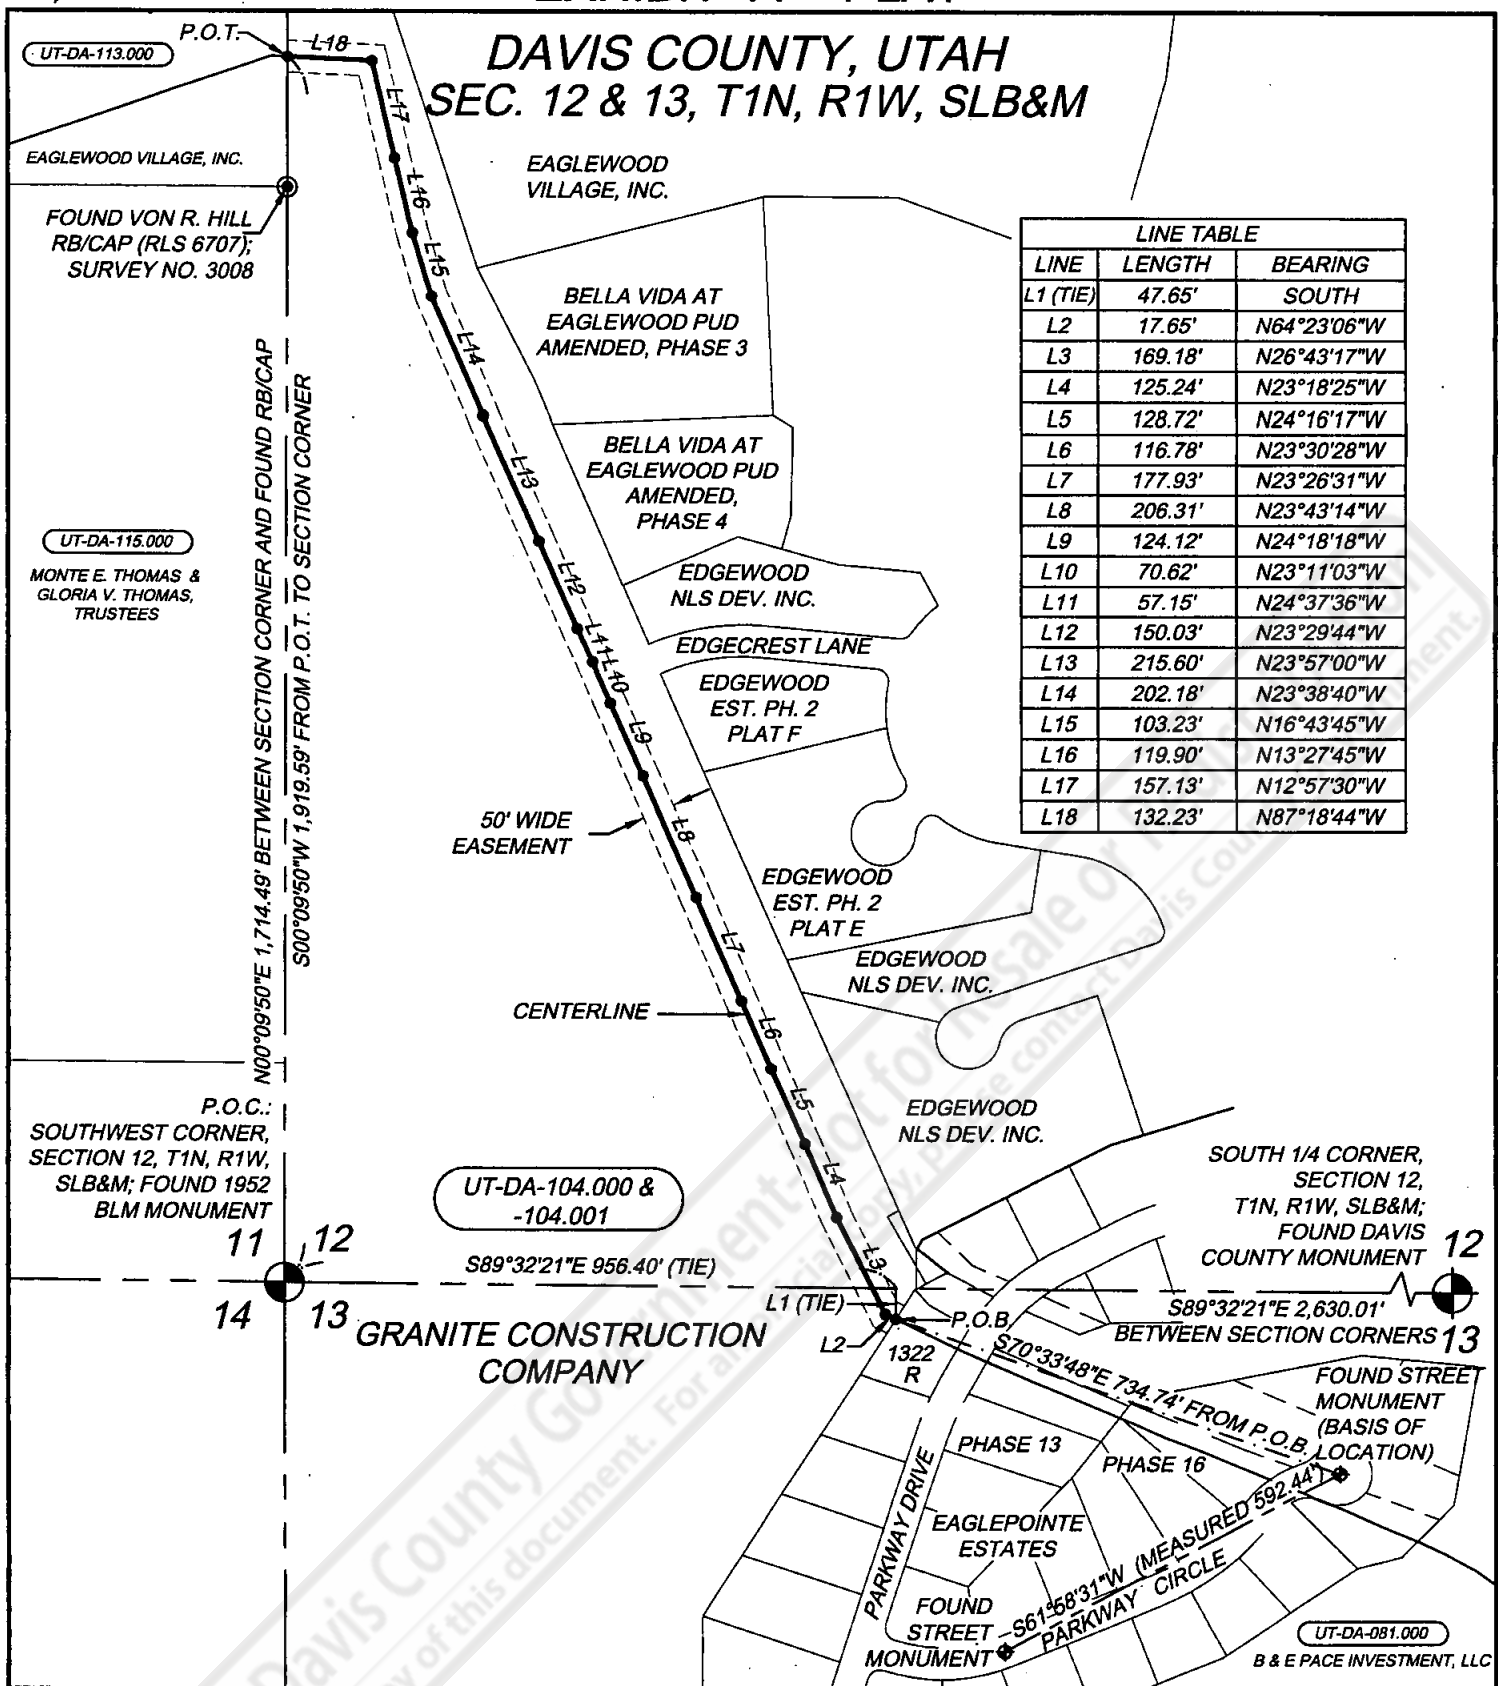 DAVIS COUNTY, UTAH
SEC. 12 & 13, T1N, R1W, SLB&M
P.O.T.
UT-DA-113.000
L18
L17
L16
L15
L14
L13
L12
L11
L10
L9
L8
L7
L6
L5
L4
L3
EAGLEWOOD VILLAGE, INC.
FOUND VON R. HILL
RB/CAP (RLS 6707);
SURVEY NO. 3008
EAGLEWOOD
VILLAGE, INC.
BELLA VIDA AT
EAGLEWOOD PUD
AMENDED, PHASE 3
BELLA VIDA AT
EAGLEWOOD PUD
AMENDED,
PHASE 4
EDGEWOOD
NLS DEV. INC.
EDGECREST LANE
EDGEWOOD
EST. PH. 2
PLAT F
LINE TABLE
LINE LENGTH BEARING
L1 (TIE) 47.65' SOUTH
L2 17.65' N64°23'06"W
L3 169.18' N26°43'17"W
L4 125.24' N23°18'25"W
L5 128.72' N24°16'17"W
L6 116.78' N23°30'28"W
L7 177.93' N23°26'31"W
L8 206.31' N23°43'14"W
L9 124.12' N24°18'18"W
L10 70.62' N23°11'03"W
L11 57.15' N24°37'36"W
L12 150.03' N23°29'44"W
L13 215.60' N23°57'00"W
L14 202.18' N23°38'40"W
L15 103.23' N16°43'45"W
L16 119.90' N13°27'45"W
L17 157.13' N12°57'30"W
L18 132.23' N87°18'44"W
N00°09'50"E 1,714.49' BETWEEN SECTION CORNER AND FOUND RB/CAP
S00°09'50"W 1,919.59' FROM P.O.T. TO SECTION CORNER
UT-DA-115.000
MONTE E. THOMAS &
GLORIA V. THOMAS,
TRUSTEES
50' WIDE
EASEMENT
EDGEWOOD
EST. PH. 2
PLAT E
EDGEWOOD
NLS DEV. INC.
CENTERLINE
EDGEWOOD
NLS DEV. INC.
P.O.C.:
SOUTHWEST CORNER,
SECTION 12, T1N, R1W,
SLB&M; FOUND 1952
BLM MONUMENT
UT-DA-104.000 &
-104.001
SOUTH 1/4 CORNER,
SECTION 12,
T1N, R1W, SLB&M;
FOUND DAVIS
COUNTY MONUMENT
11 12
14 13
12
13
S89°32'21"E 956.40' (TIE)
L1 (TIE)
L2
P.O.B.
S89°32'21"E 2,630.01'
BETWEEN SECTION CORNERS
GRANITE CONSTRUCTION
COMPANY
1322
R
S70°33'48"E 734.74' FROM P.O.B.
FOUND STREET
MONUMENT
(BASIS OF
LOCATION)
PHASE 13
PHASE 16
PARKWAY DRIVE
EAGLEPOINTE
ESTATES
S61°58'31"W (MEASURED 592.44')
PARKWAY CIRCLE
FOUND
STREET
MONUMENT
UT-DA-081.000
B & E PACE INVESTMENT, LLC